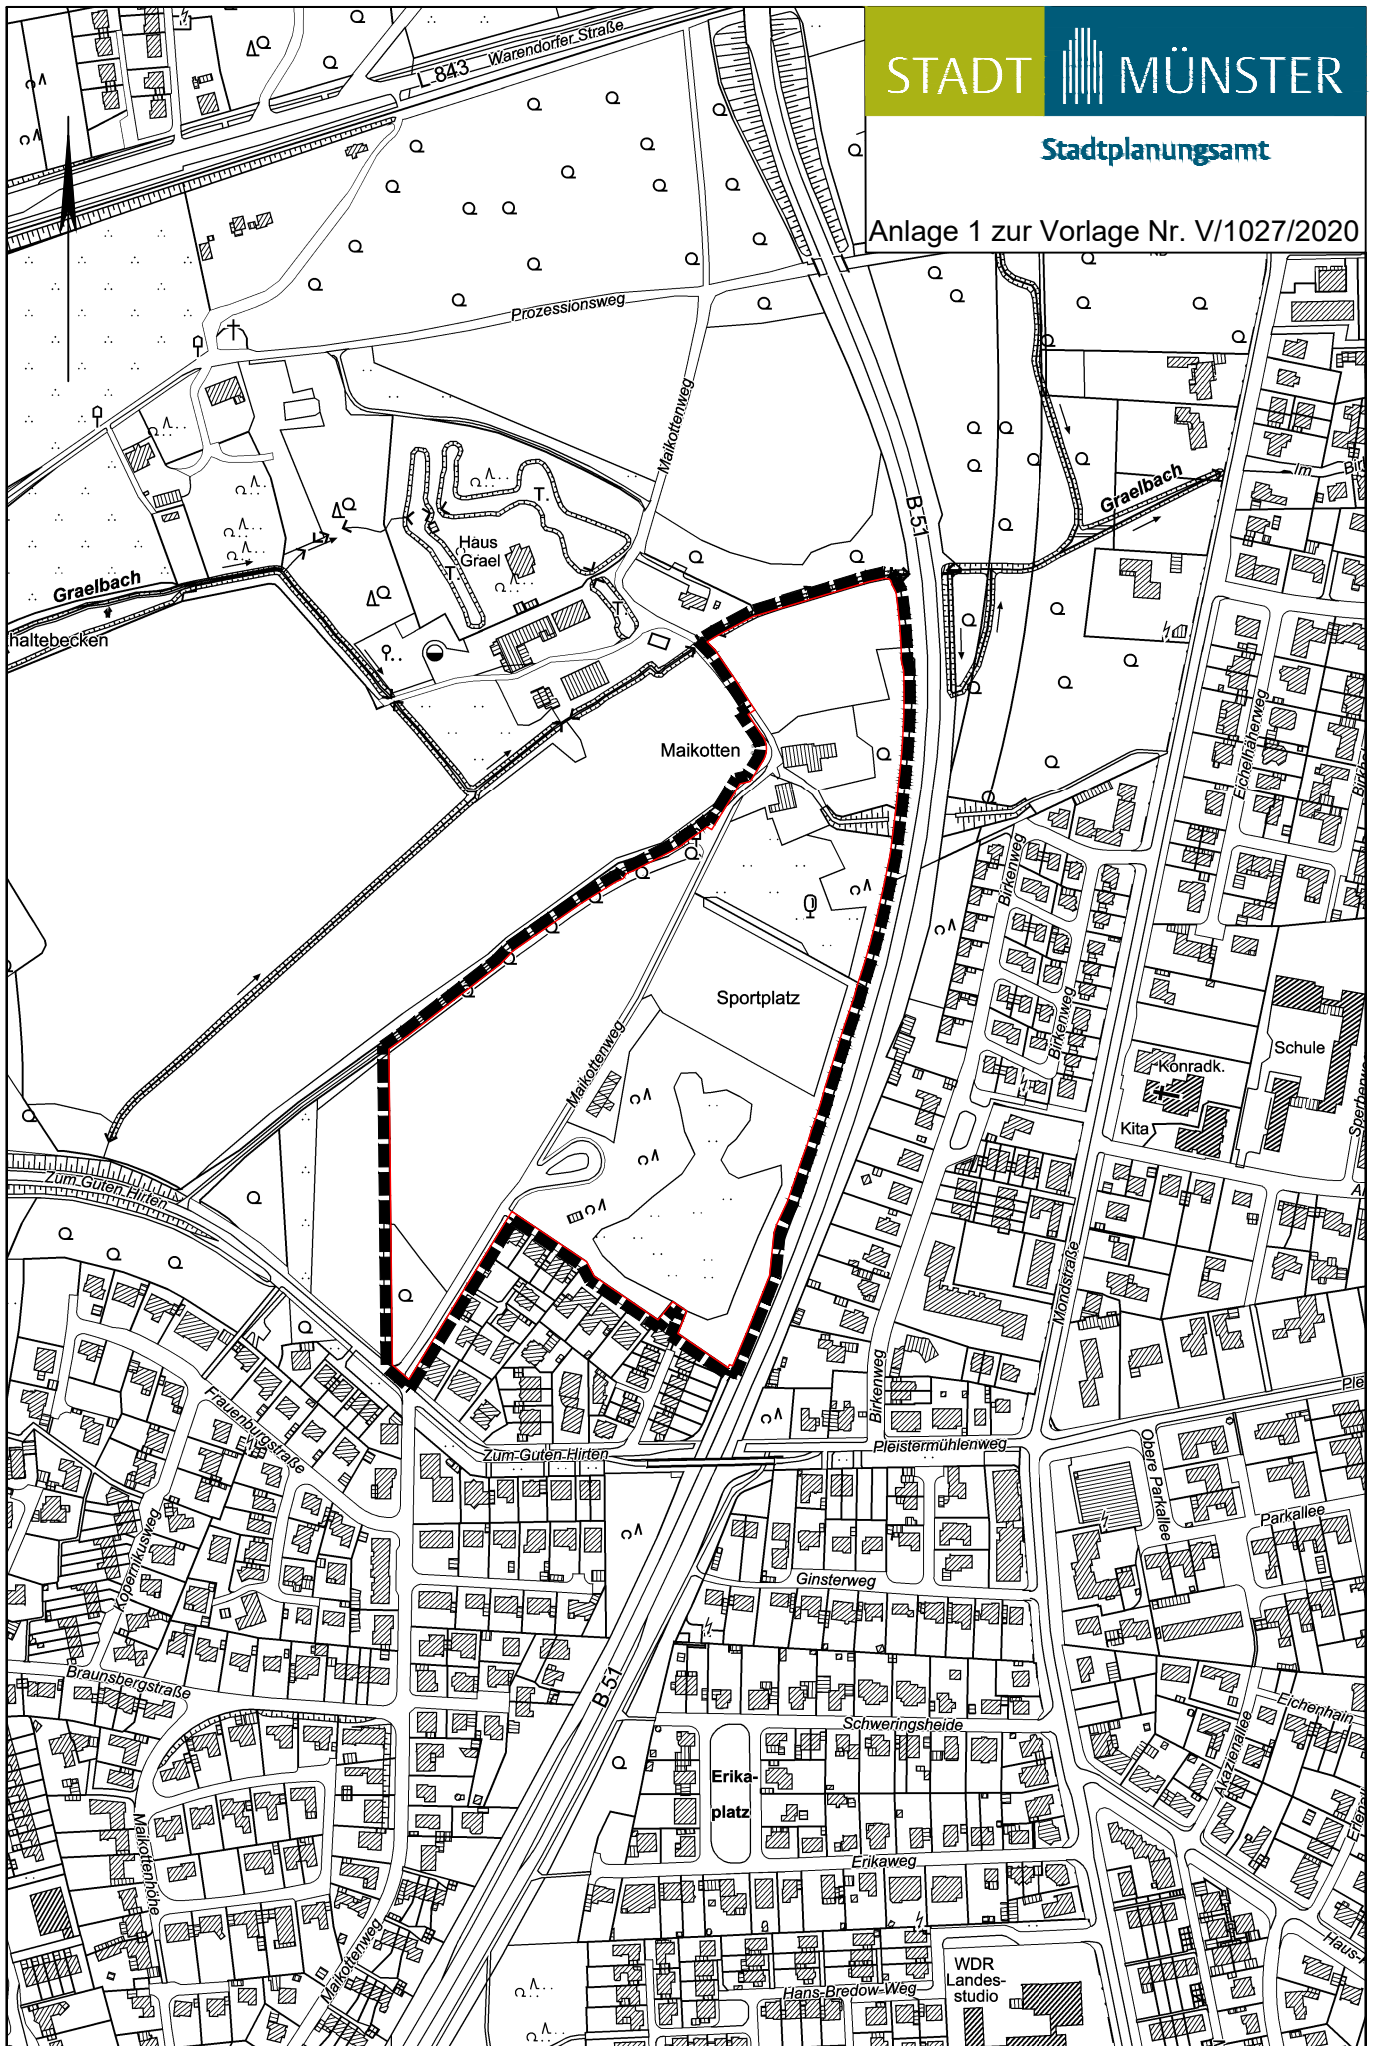 STADT MÜNSTER
Stadtplanungsamt
Anlage 1 zur Vorlage Nr. V/1027/2020
L 843
Warendorfer Straße
Prozessionsweg
Maikottenweg
B 51
Graelbach
Haus
Grael
T.
T.
T.
Graelbach
haltebecken
Maikotten
Eichelhäherweg
Birkenweg
Sportplatz
Birkenweg
Maikottenweg
Schule
Konradk.
Kita
Zum Guten Hirten
Mondstraße
Birkenweg
Frauenburgstraße
Zum Guten Hirten
Pleistermühlenweg
Ple
Obere Parkallee
Parkallee
Kopernikusweg
Ginsterweg
Braunsbergstraße
B 51
Schweringsheide
Eichenhain
Akazienallee
Erika-
platz
Maikottenhöhe
Erikaweg
Maikottenweg
WDR
Landes-
studio
Hans-Bredow-Weg